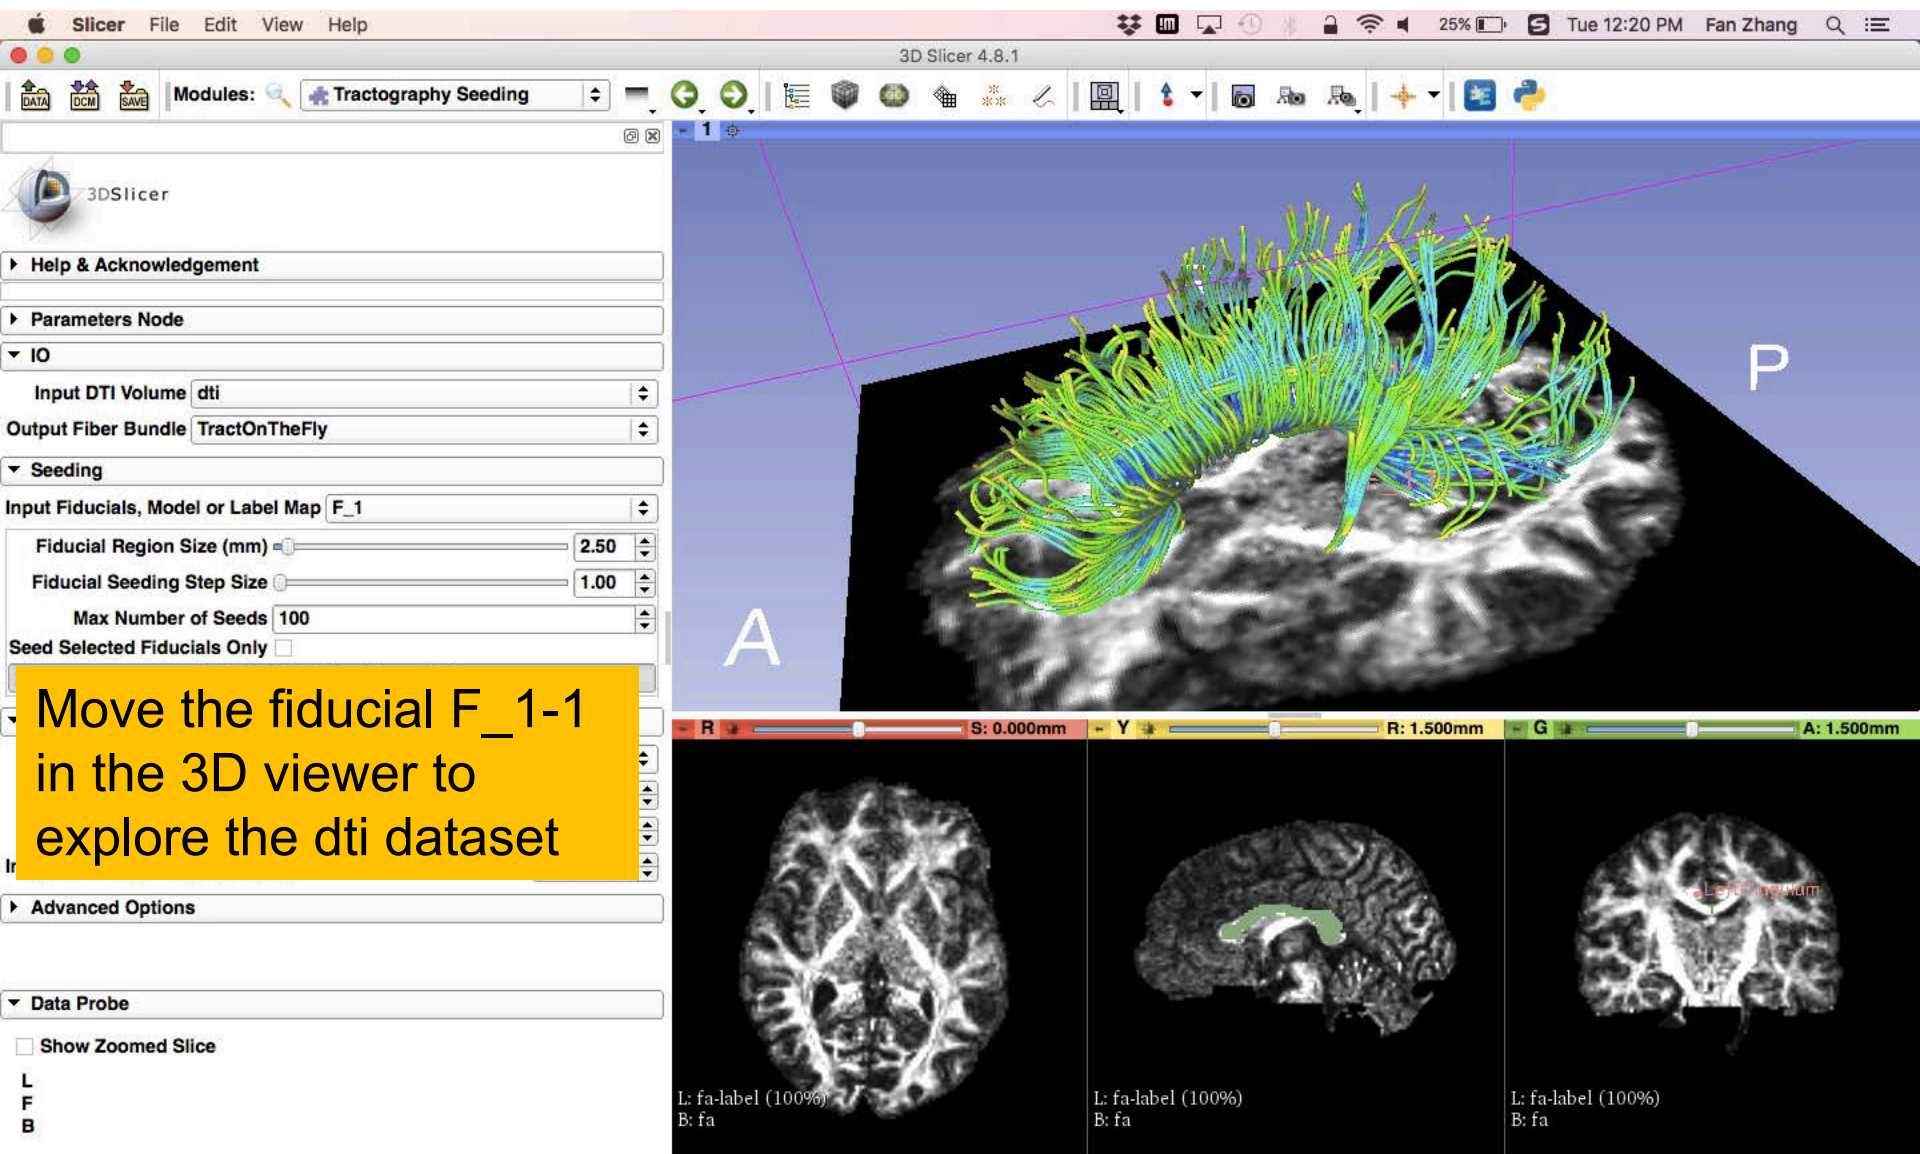 Slicer File Edit View Help 25% Tue 12:20 PM Fan Zhang
3D Slicer 4.8.1
DATA DCM SAVE Modules: Tractography Seeding
1
3DSlicer
Help & Acknowledgement
Parameters Node
IO
Input DTI Volume dti
Output Fiber Bundle TractOnTheFly
Seeding
Input Fiducials, Model or Label Map F_1
Fiducial Region Size (mm) 2.50
Fiducial Seeding Step Size 1.00
Max Number of Seeds 100
Seed Selected Fiducials Only
Move the fiducial F_1-1
in the 3D viewer to
explore the dti dataset
Advanced Options
Data Probe
Show Zoomed Slice
L
F
B
P
A
R S: 0.000mm
Y R: 1.500mm
G A: 1.500mm
L: fa-label (100%)
B: fa
L: fa-label (100%)
B: fa
L: fa-label (100%)
B: fa